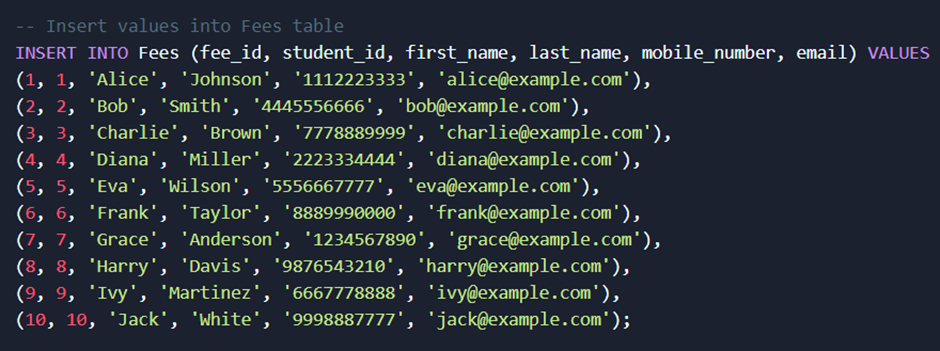 -- Insert values into Fees table
INSERT INTO Fees (fee_id, student_id, first_name, last_name, mobile_number, email) VALUES
(1, 1, 'Alice', 'Johnson', '1112223333', 'alice@example.com'),
(2, 2, 'Bob', 'Smith', '4445556666', 'bob@example.com'),
(3, 3, 'Charlie', 'Brown', '7778889999', 'charlie@example.com'),
(4, 4, 'Diana', 'Miller', '2223334444', 'diana@example.com'),
(5, 5, 'Eva', 'Wilson', '5556667777', 'eva@example.com'),
(6, 6, 'Frank', 'Taylor', '8889990000', 'frank@example.com'),
(7, 7, 'Grace', 'Anderson', '1234567890', 'grace@example.com'),
(8, 8, 'Harry', 'Davis', '9876543210', 'harry@example.com'),
(9, 9, 'Ivy', 'Martinez', '6667778888', 'ivy@example.com'),
(10, 10, 'Jack', 'White', '9998887777', 'jack@example.com');